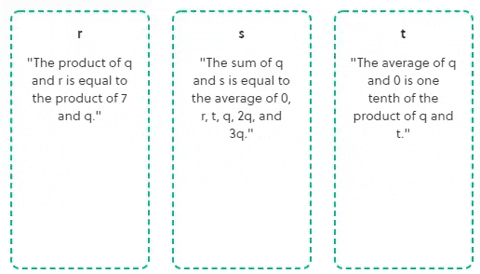 r
"The product of q
and r is equal to
the product of 7
and q."
s
"The sum of q
and s is equal to
the average of 0,
r, t, q, 2q, and
3q."
t
"The average of q
and 0 is one
tenth of the
product of q and
t."